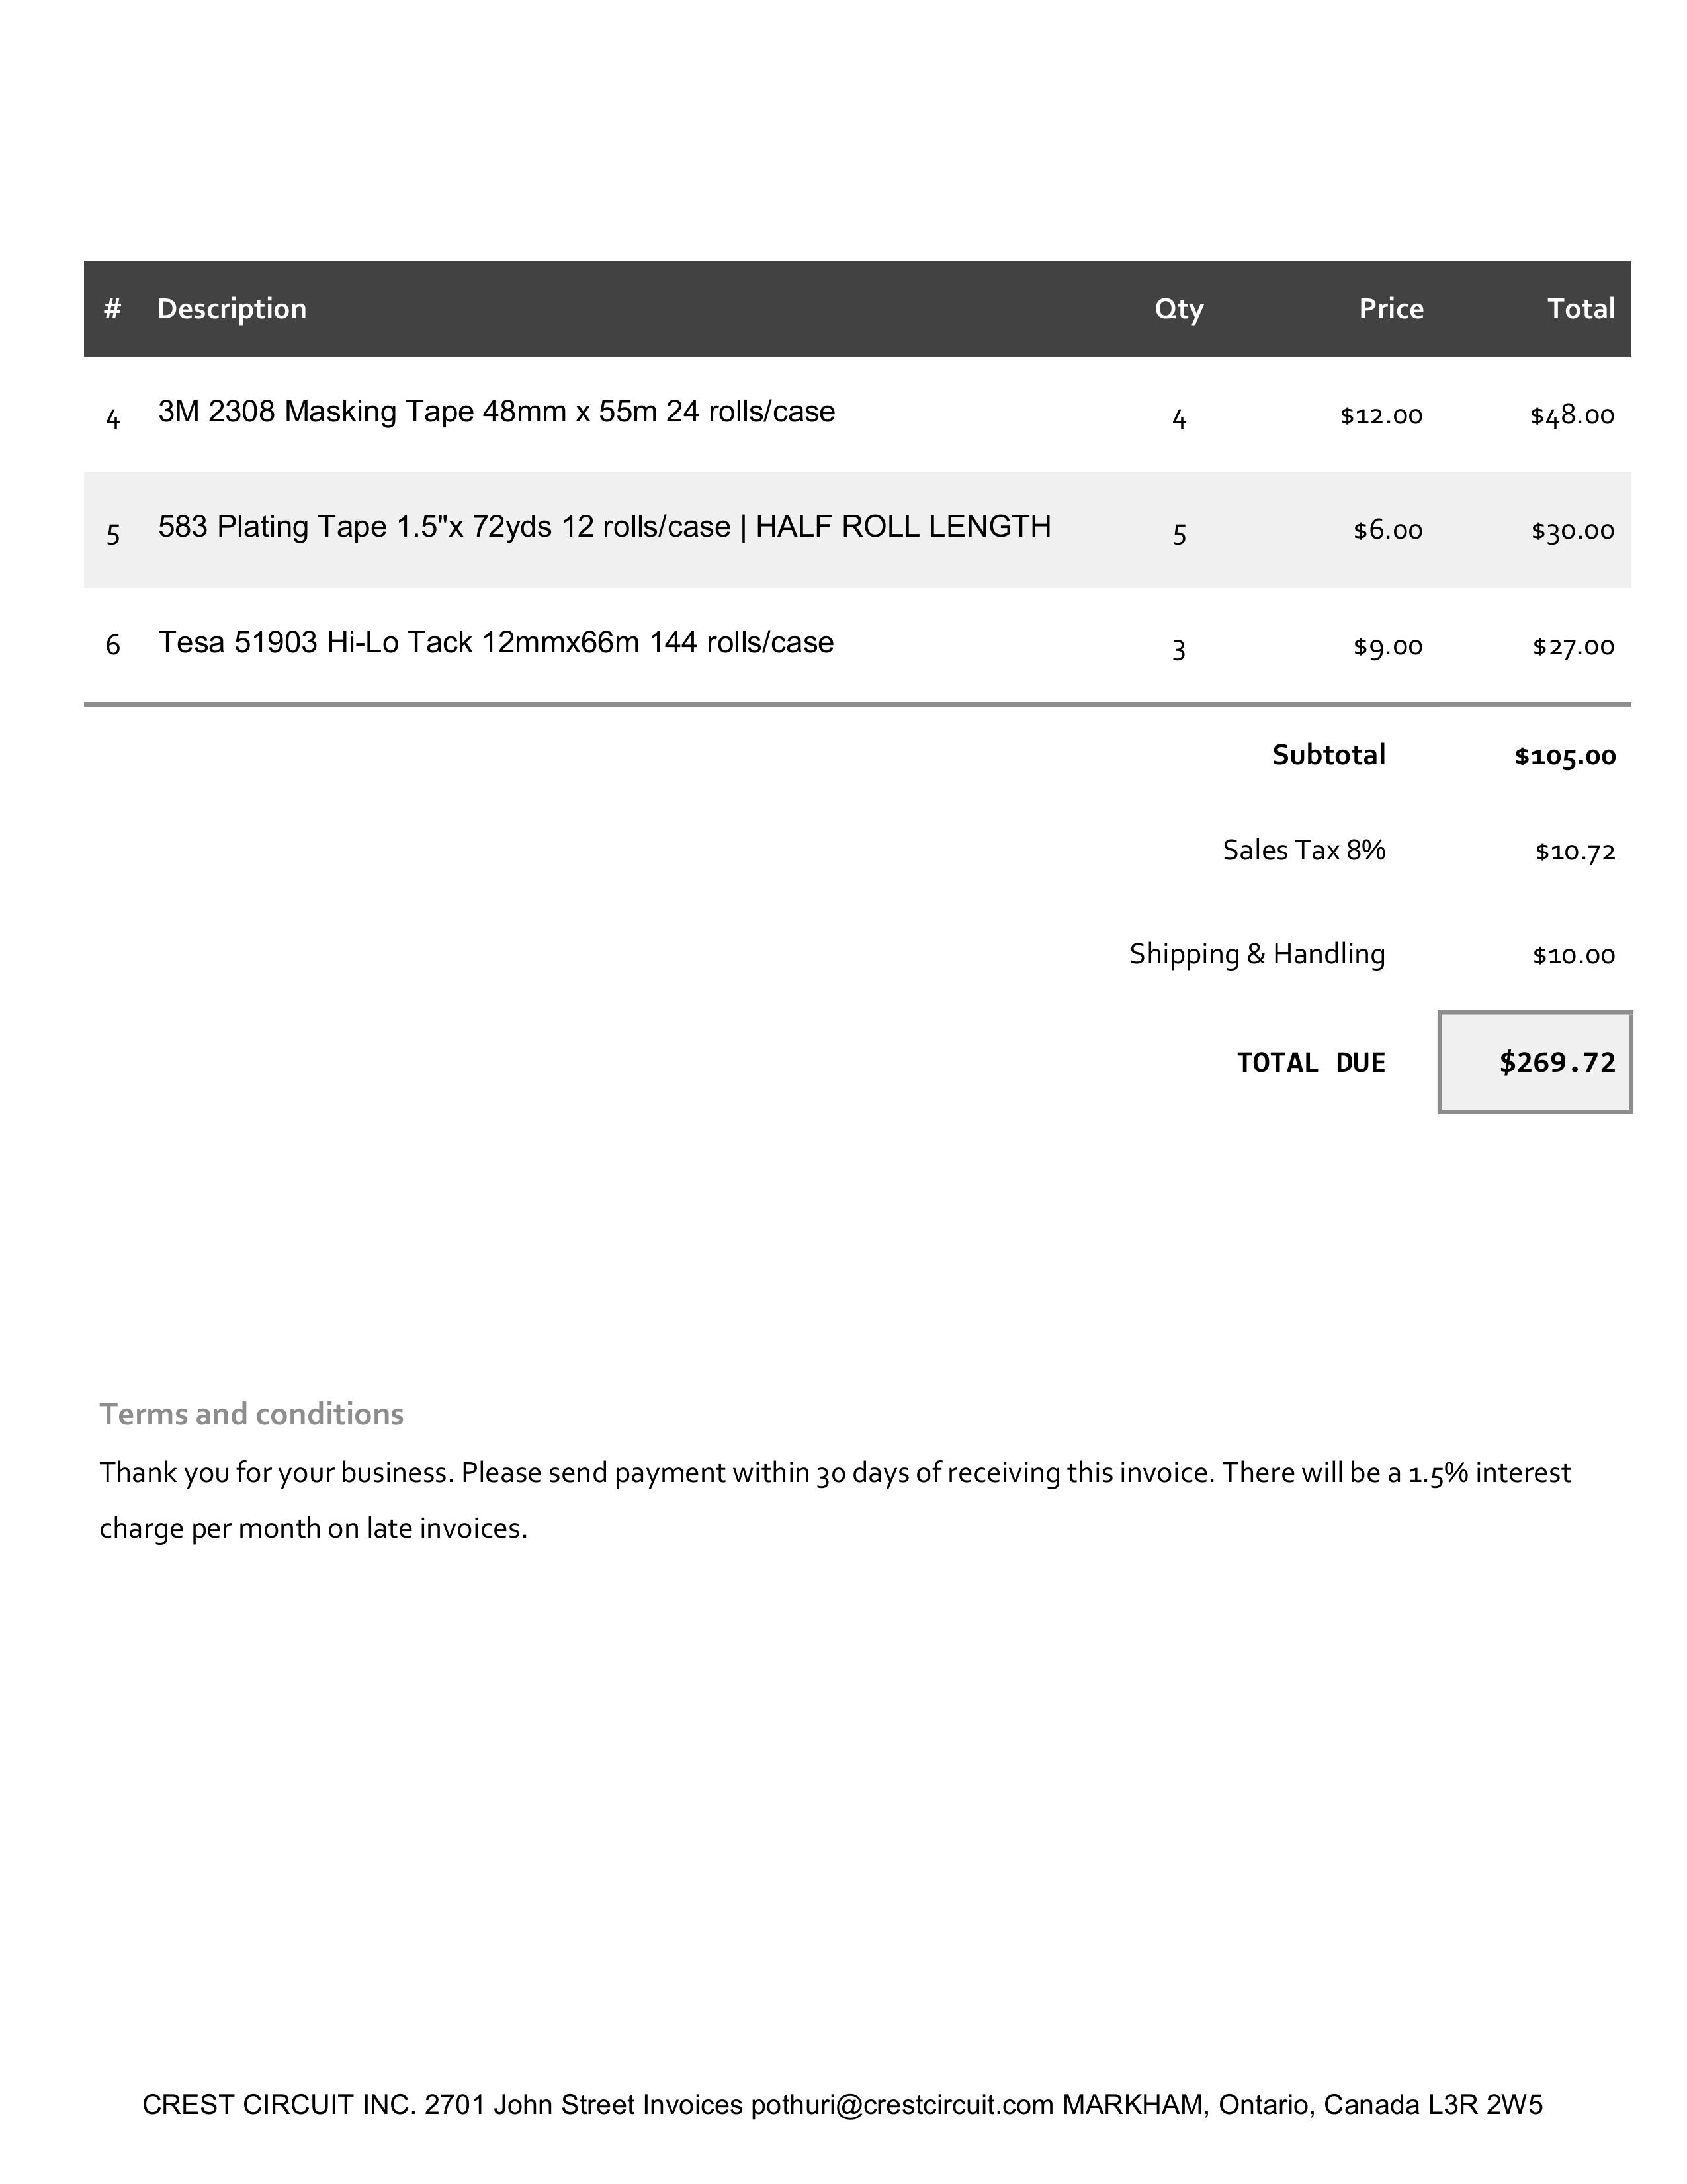 # Description Qty Price Total
4 3M 2308 Masking Tape 48mm x 55m 24 rolls/case 4 $12.00 $48.00
5 583 Plating Tape 1.5"x 72yds 12 rolls/case | HALF ROLL LENGTH 5 $6.00 $30.00
6 Tesa 51903 Hi-Lo Tack 12mmx66m 144 rolls/case 3 $9.00 $27.00
Subtotal $105.00
Sales Tax 8% $10.72
Shipping & Handling $10.00
TOTAL DUE $269.72
Terms and conditions
Thank you for your business. Please send payment within 30 days of receiving this invoice. There will be a 1.5% interest
charge per month on late invoices.
CREST CIRCUIT INC. 2701 John Street Invoices pothuri@crestcircuit.com MARKHAM, Ontario, Canada L3R 2W5